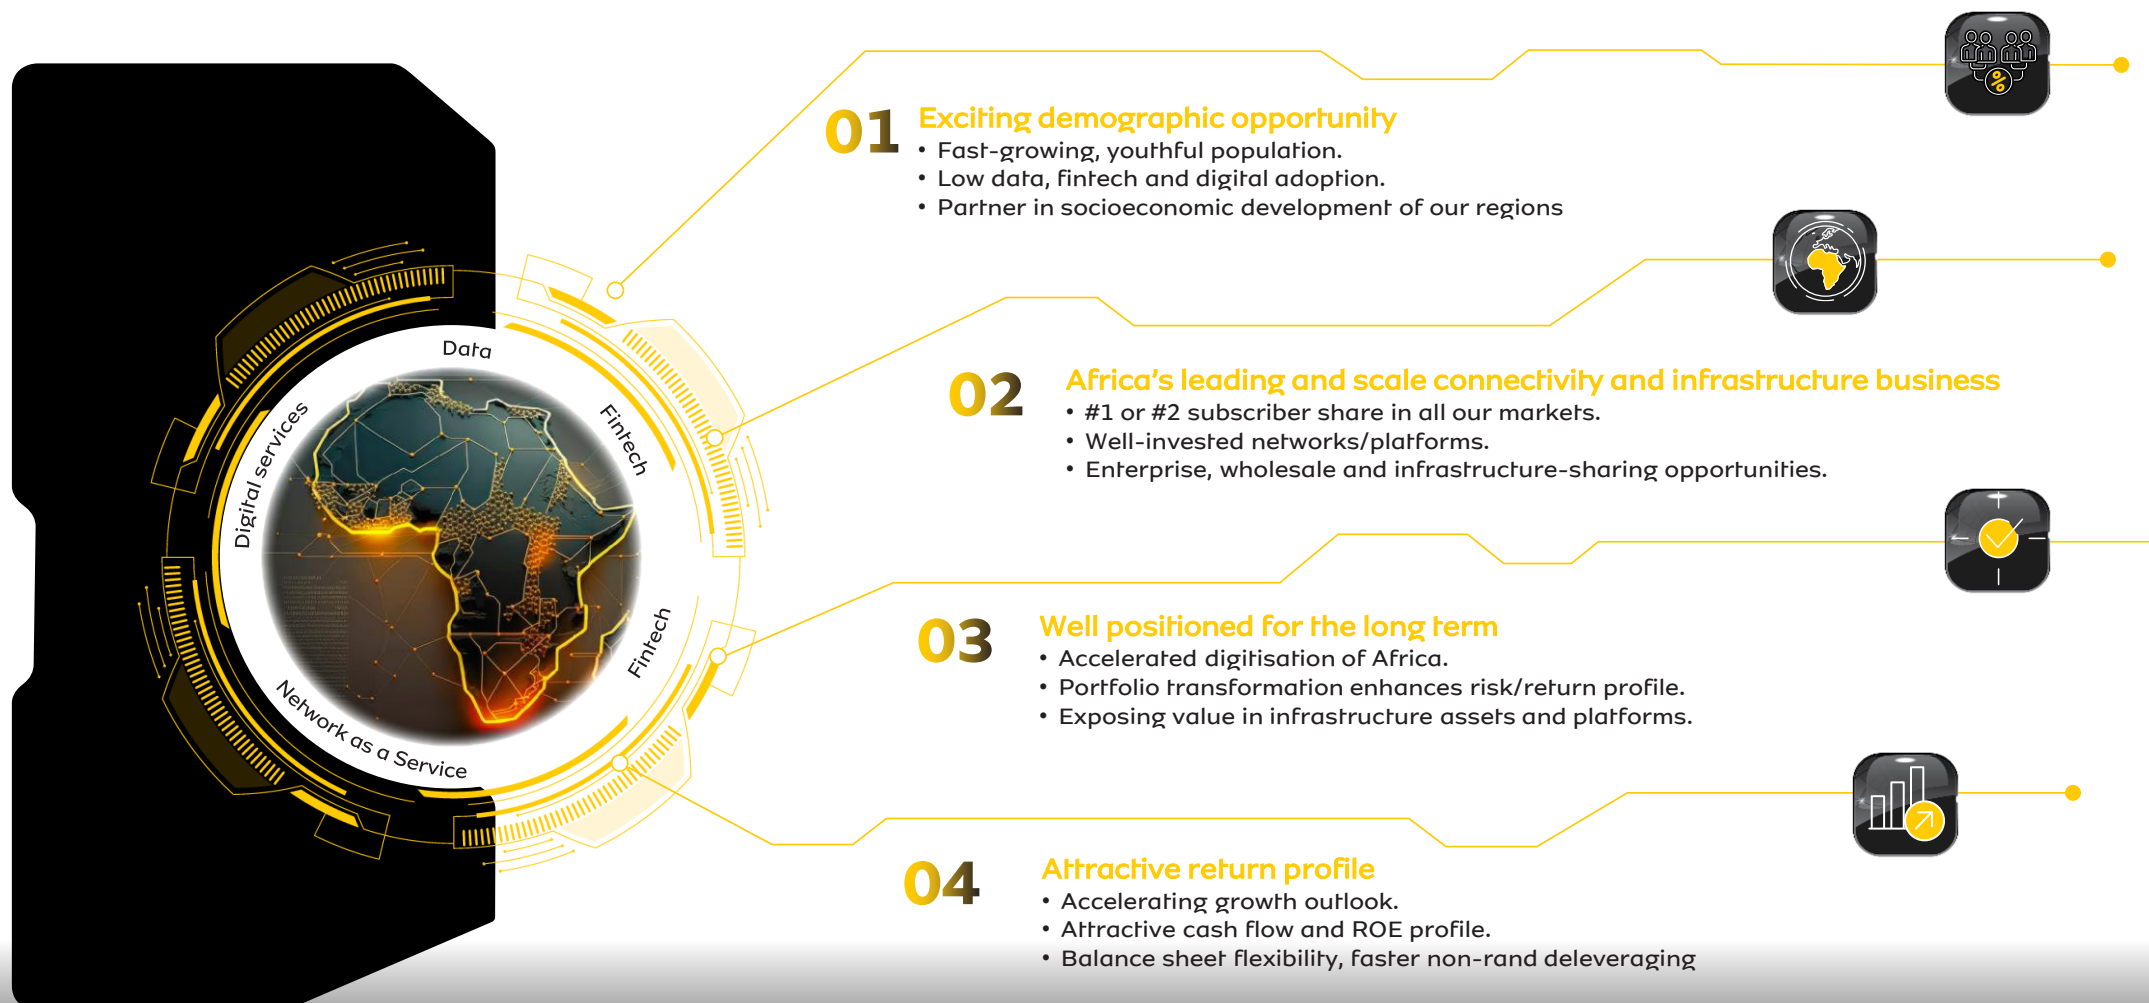 Data
Fintech
Digital services
Fintech
Network as a Service
01
Exciting demographic opportunity
• Fast-growing, youthful population.
• Low data, fintech and digital adoption.
• Partner in socioeconomic development of our regions
%
02
Africa's leading and scale connectivity and infrastructure business
• #1 or #2 subscriber share in all our markets.
• Well-invested networks/platforms.
• Enterprise, wholesale and infrastructure-sharing opportunities.
03
Well positioned for the long term
• Accelerated digitisation of Africa.
• Portfolio transformation enhances risk/return profile.
• Exposing value in infrastructure assets and platforms.
04
Attractive return profile
• Accelerating growth outlook.
• Attractive cash flow and ROE profile.
• Balance sheet flexibility, faster non-rand deleveraging